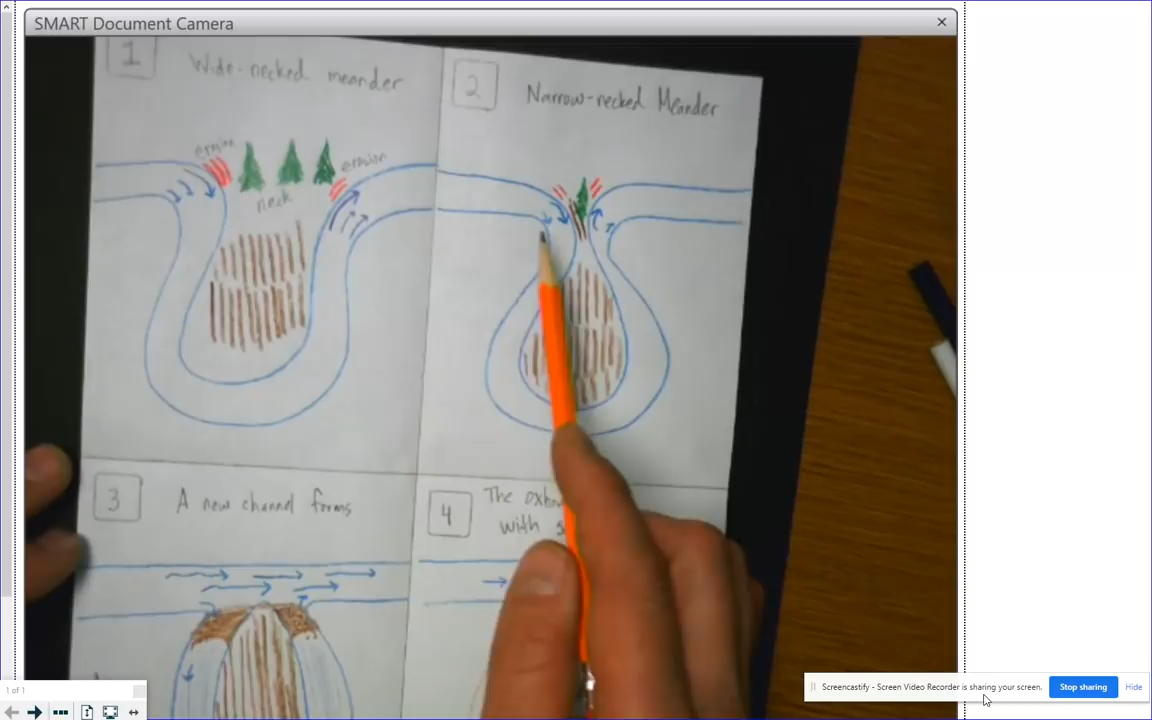 SMART Document Camera
1
Wide-necked meander
erosion
erosion
neck
2
Narrow-necked Meander
3
A new channel forms
4
The
with
1 of 1
Screencastify - Screen Video Recorder is sharing your screen.
Stop sharing
Hide